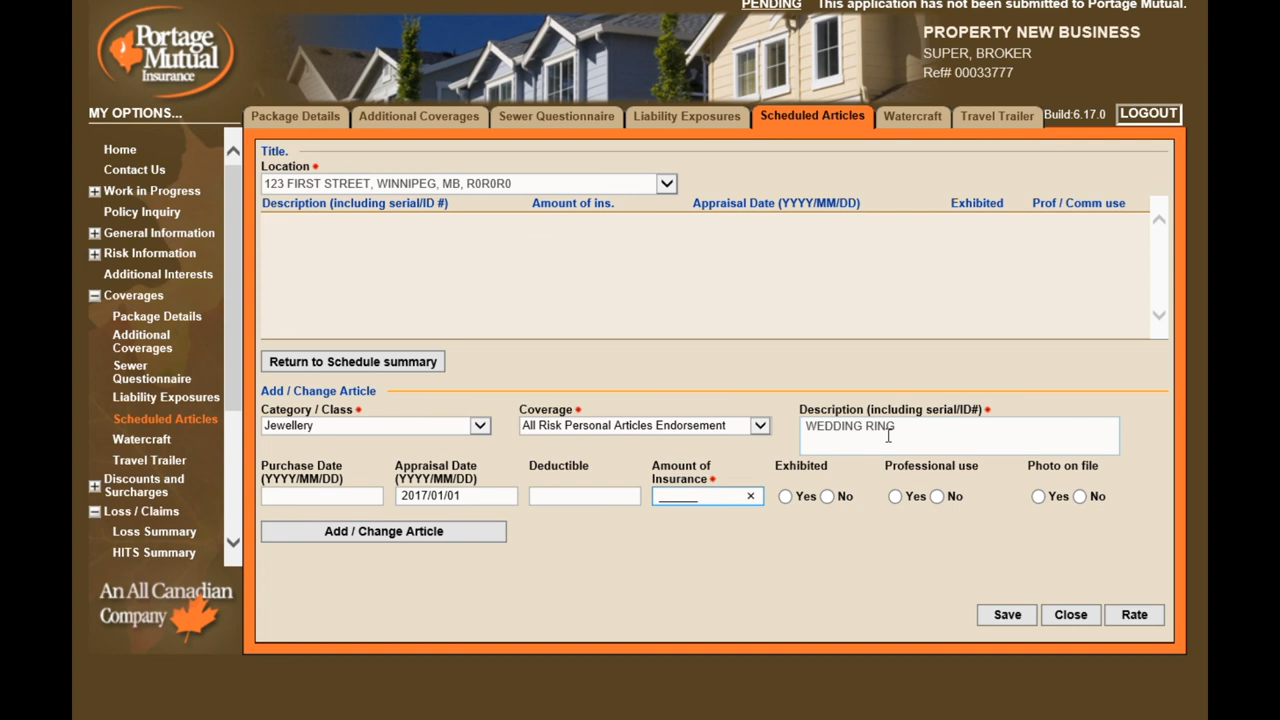 PENDING This application has not been submitted to Portage Mutual.
Portage
Mutual
Insurance
PROPERTY NEW BUSINESS
SUPER, BROKER
Ref# 00033777
MY OPTIONS...
Package Details Additional Coverages Sewer Questionnaire Liability Exposures Scheduled Articles Watercraft Travel Trailer Build:6.17.0 LOGOUT
Home
Contact Us
Work in Progress
Policy Inquiry
General Information
Risk Information
Additional Interests
Coverages
Package Details
Additional
Coverages
Sewer
Questionnaire
Liability Exposures
Scheduled Articles
Watercraft
Travel Trailer
Discounts and
Surcharges
Loss / Claims
Loss Summary
HITS Summary
An All Canadian
Company
Title.
Location *
123 FIRST STREET, WINNIPEG, MB, R0R0R0
Description (including serial/ID #) Amount of ins. Appraisal Date (YYYY/MM/DD) Exhibited Prof / Comm use
Return to Schedule summary
Add / Change Article
Category / Class * Coverage * Description (including serial/ID#) *
Jewellery All Risk Personal Articles Endorsement WEDDING RING
Purchase Date
(YYYY/MM/DD)
Appraisal Date
(YYYY/MM/DD)
Deductible
Amount of
Insurance *
Exhibited
Professional use
Photo on file
2017/01/01 ______ × Yes No Yes No Yes No
Add / Change Article
Save Close Rate